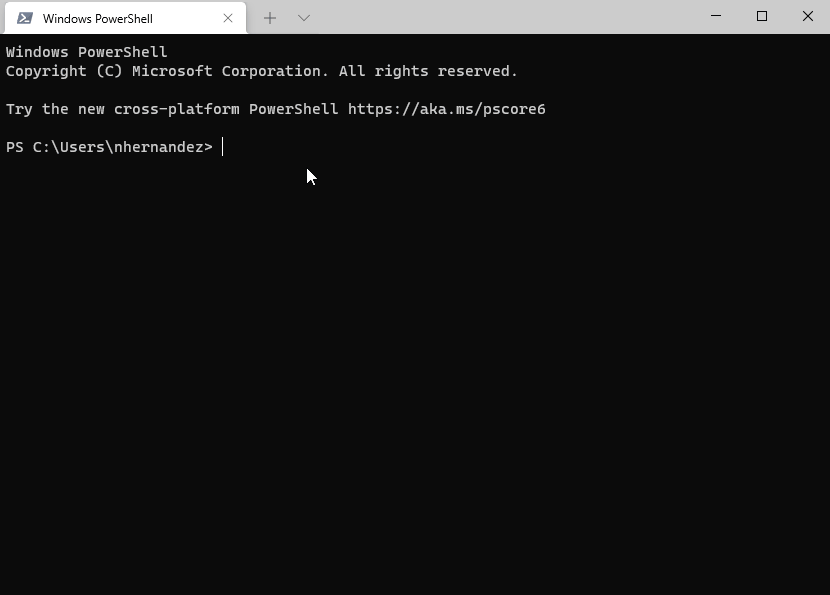 Windows PowerShell
Windows PowerShell
Copyright (C) Microsoft Corporation. All rights reserved.
Try the new cross-platform PowerShell https://aka.ms/pscore6
PS C:\Users\nhernandez>